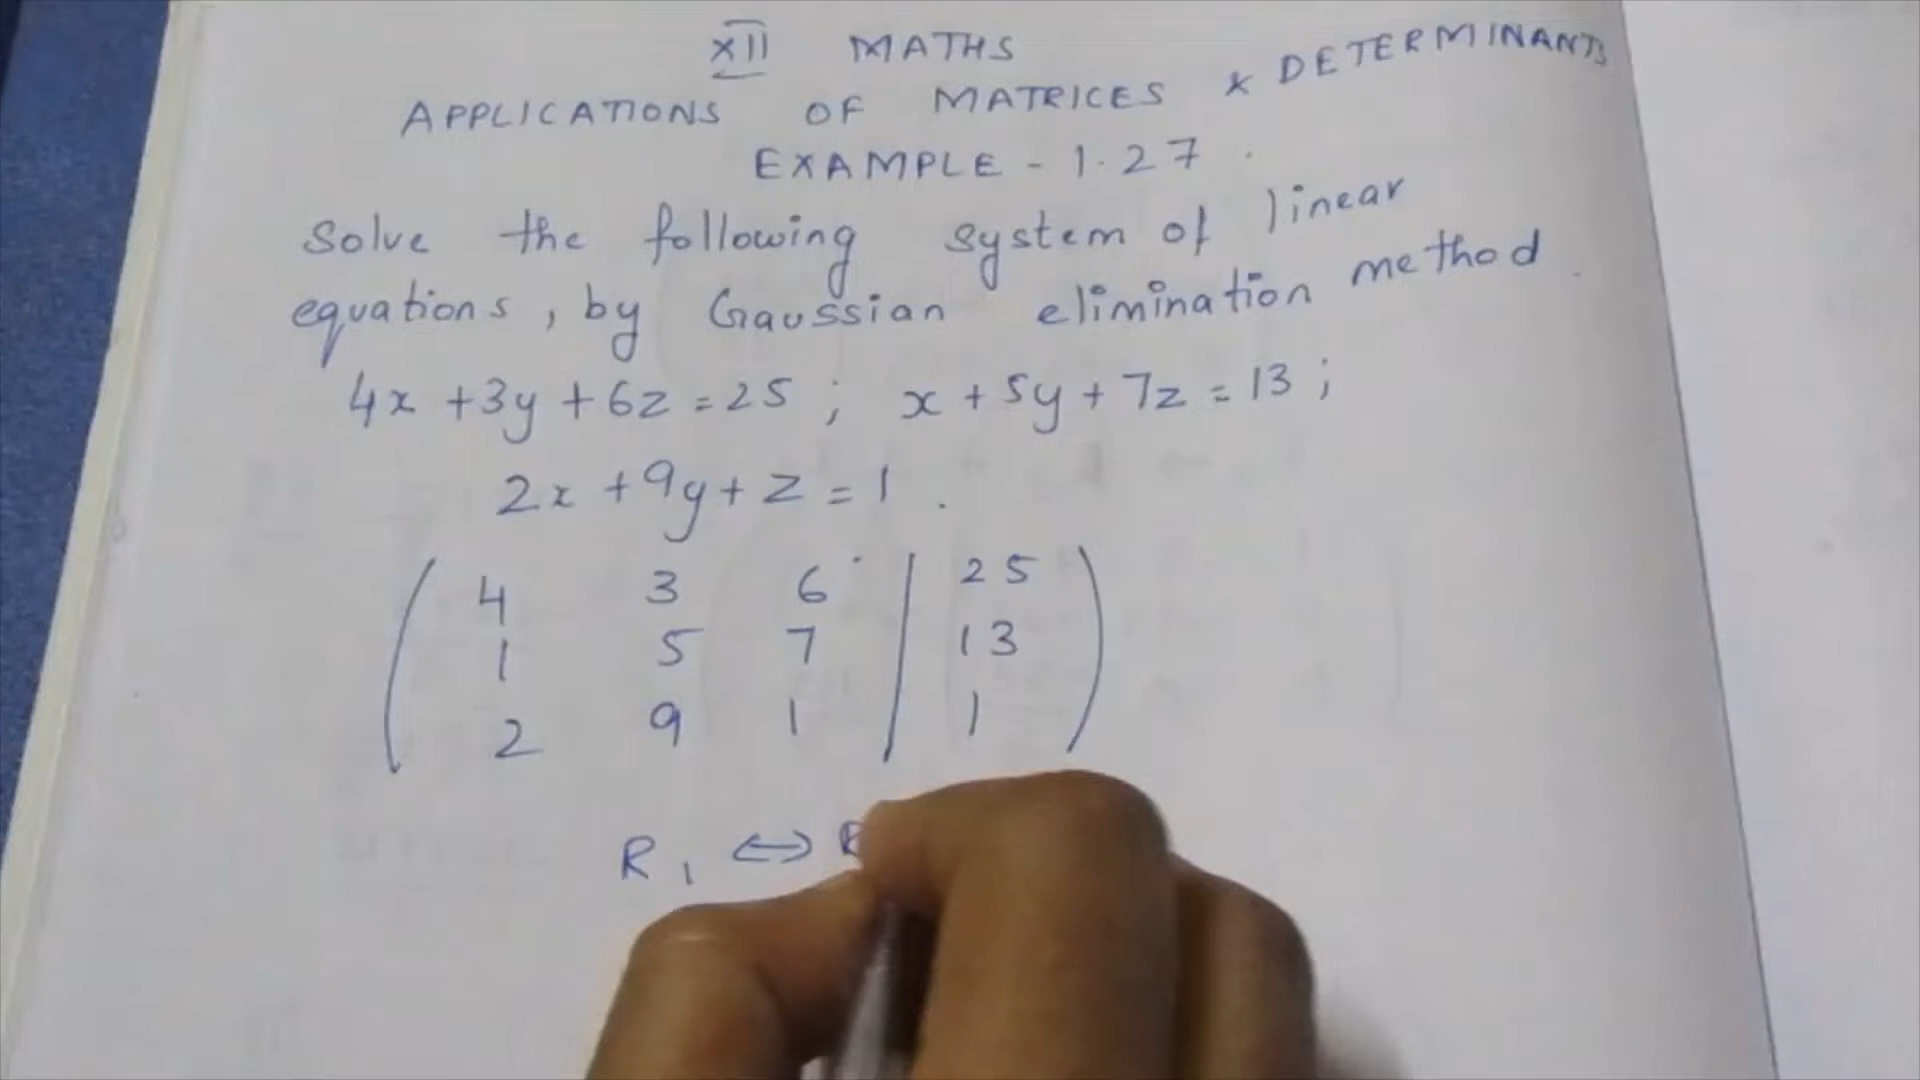 XII MATHS
APPLICATIONS OF MATRICES & DETERMINANTS
EXAMPLE - 1.27.
Solve the following system of linear
equations, by Gaussian elimination method.
4x + 3y + 6z = 25 ; x + 5y + 7z = 13 ;
2x + 9y + z = 1.
4 3 6 | 25
1 5 7 | 13
2 9 1 | 1
R₁ ⇔